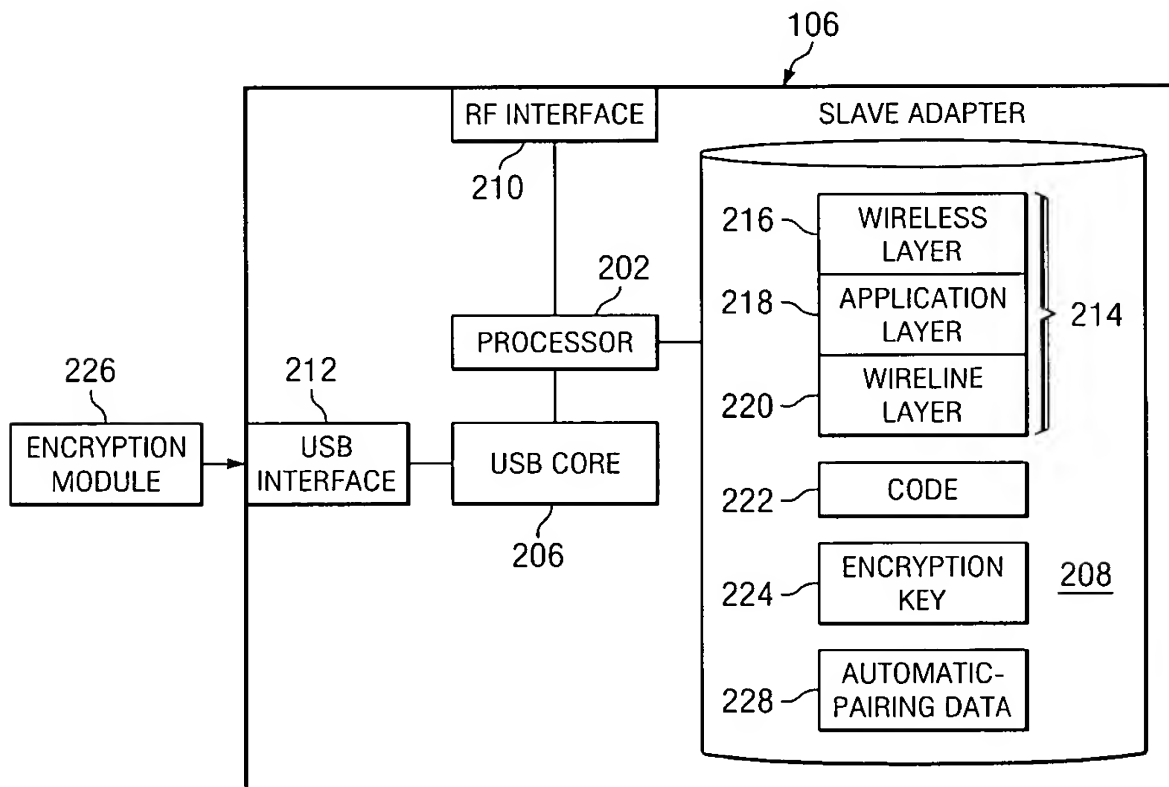 106
RF INTERFACE
210
SLAVE ADAPTER
216
WIRELESS
LAYER
202
PROCESSOR
218
APPLICATION
LAYER
214
226
ENCRYPTION
MODULE
212
USB
INTERFACE
USB CORE
206
220
WIRELINE
LAYER
222
CODE
224
ENCRYPTION
KEY
208
228
AUTOMATIC-
PAIRING DATA